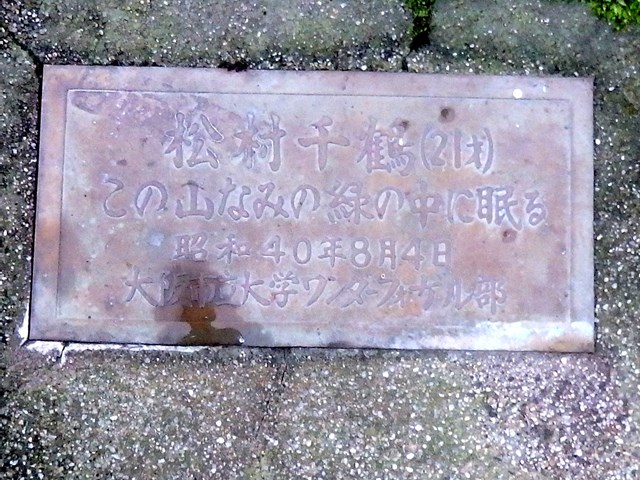 松村千鶴(21才)
この山なみの緑の中に眠る
昭和40年8月4日
大阪市立大学ワンダーフォーゲル部